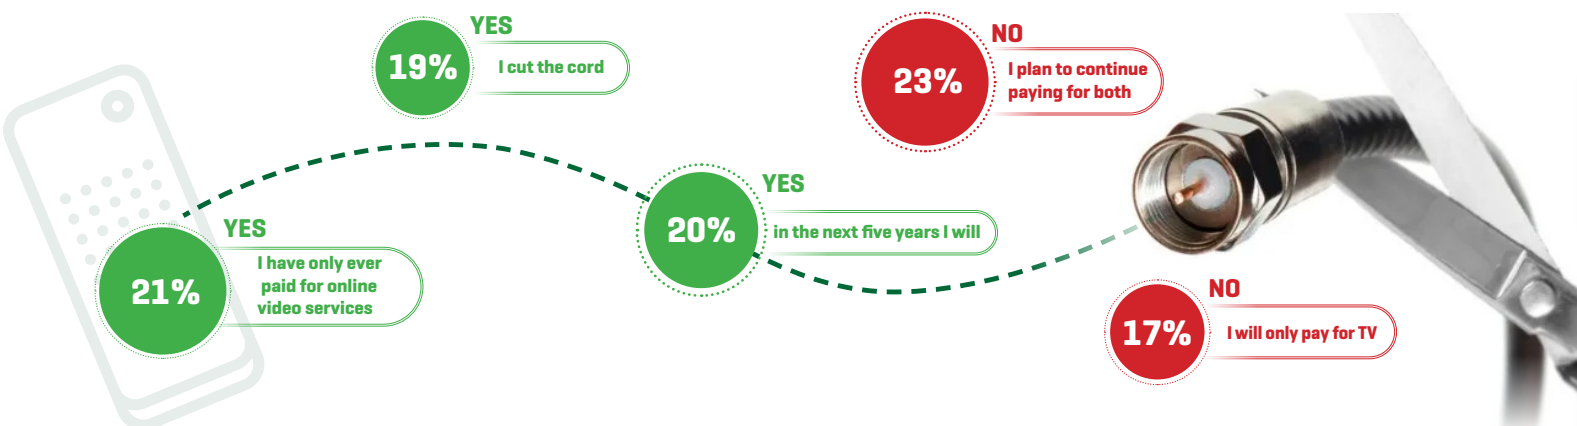 YES
19%
I cut the cord
NO
23%
I plan to continue
paying for both
YES
20%
in the next five years I will
YES
21%
I have only ever
paid for online
video services
NO
17%
I will only pay for TV